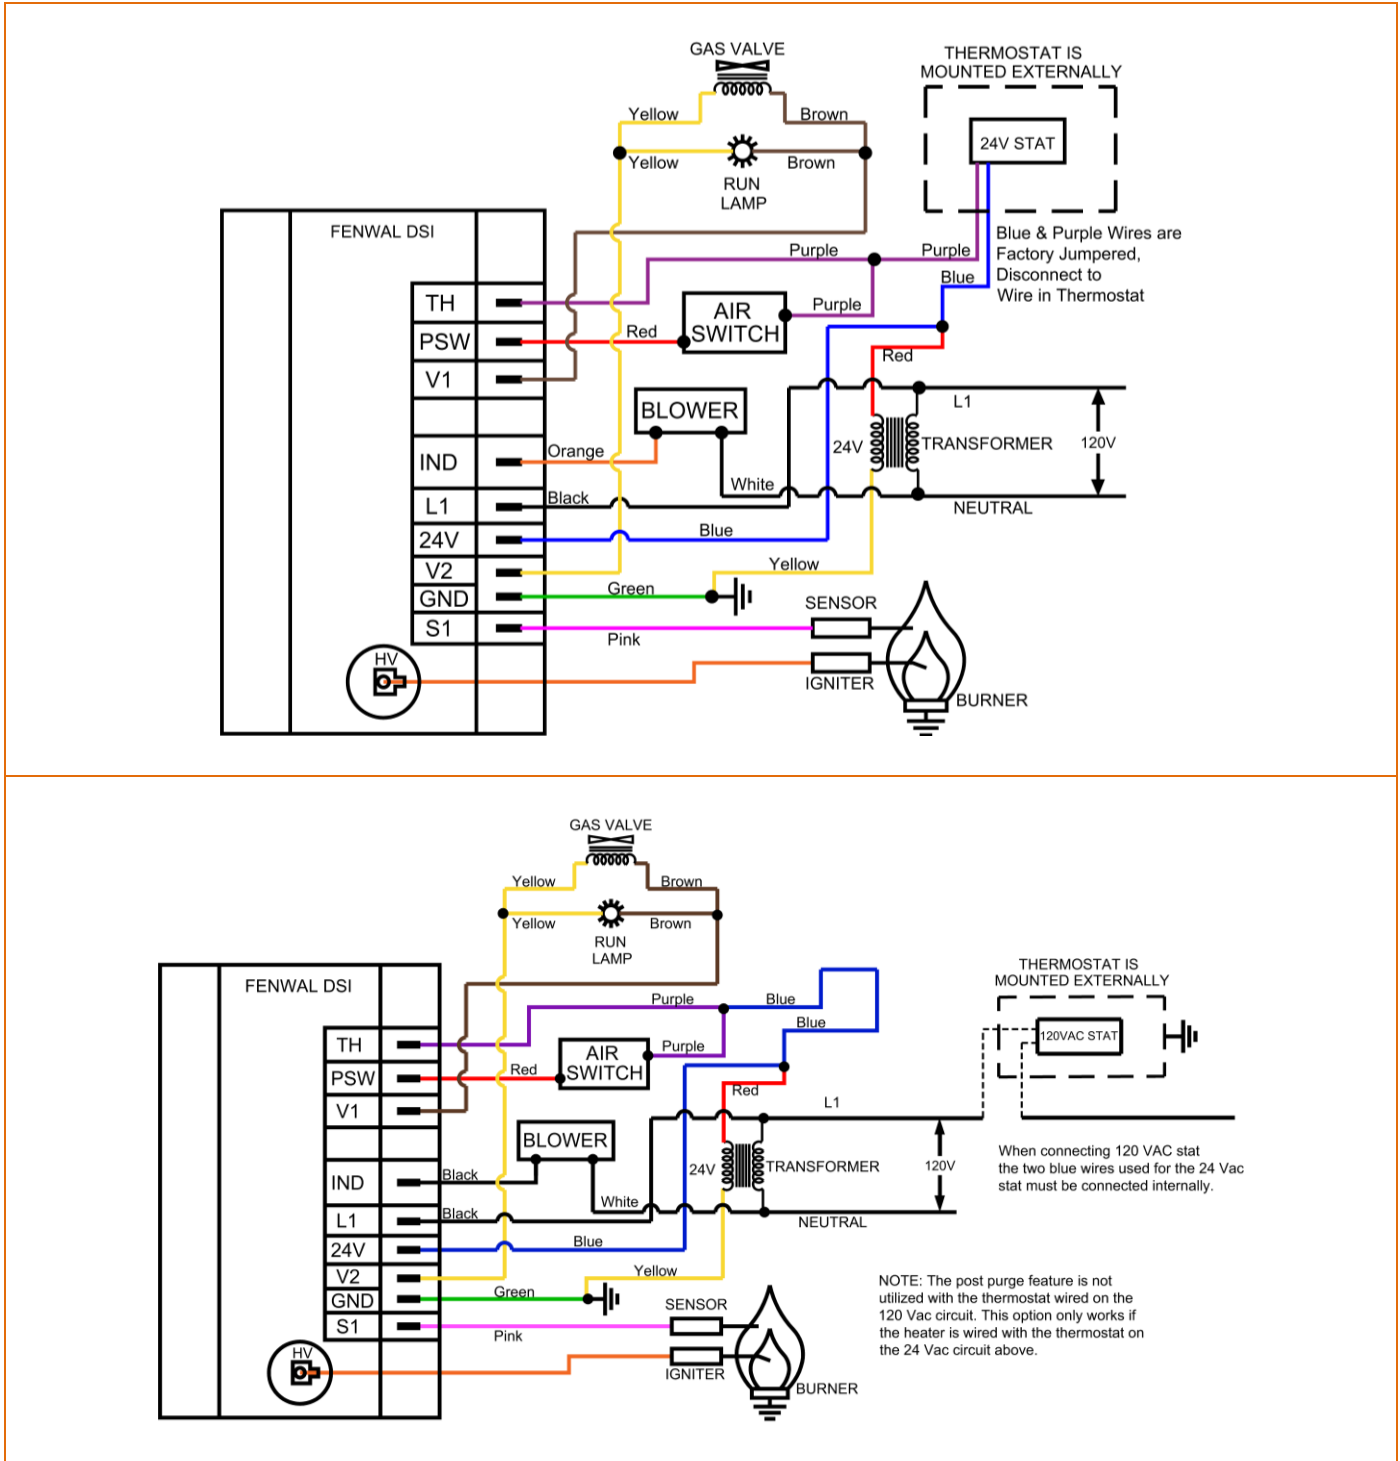 GAS VALVE
THERMOSTAT IS
MOUNTED EXTERNALLY
Yellow
Brown
24V STAT
Yellow
Brown
RUN
LAMP
FENWAL DSI
Blue & Purple Wires are
Factory Jumpered,
Disconnect to
Wire in Thermostat
Purple
Purple
Blue
TH
Purple
AIR
SWITCH
Red
PSW
Red
V1
L1
BLOWER
120V
24V
TRANSFORMER
Orange
IND
White
Black
L1
NEUTRAL
Blue
24V
Yellow
V2
Green
GND
SENSOR
S1
Pink
HV
IGNITER
BURNER
GAS VALVE
Yellow
Brown
Yellow
Brown
RUN
LAMP
THERMOSTAT IS
MOUNTED EXTERNALLY
FENWAL DSI
Purple
Blue
Blue
120VAC STAT
TH
Purple
AIR
SWITCH
Red
PSW
Red
V1
L1
BLOWER
When connecting 120 VAC stat
the two blue wires used for the 24 Vac
stat must be connected internally.
24V
TRANSFORMER
120V
Black
IND
White
Black
L1
NEUTRAL
Blue
24V
Yellow
V2
Green
GND
NOTE: The post purge feature is not
utilized with the thermostat wired on the
120 Vac circuit. This option only works if
the heater is wired with the thermostat on
the 24 Vac circuit above.
SENSOR
S1
Pink
HV
IGNITER
BURNER